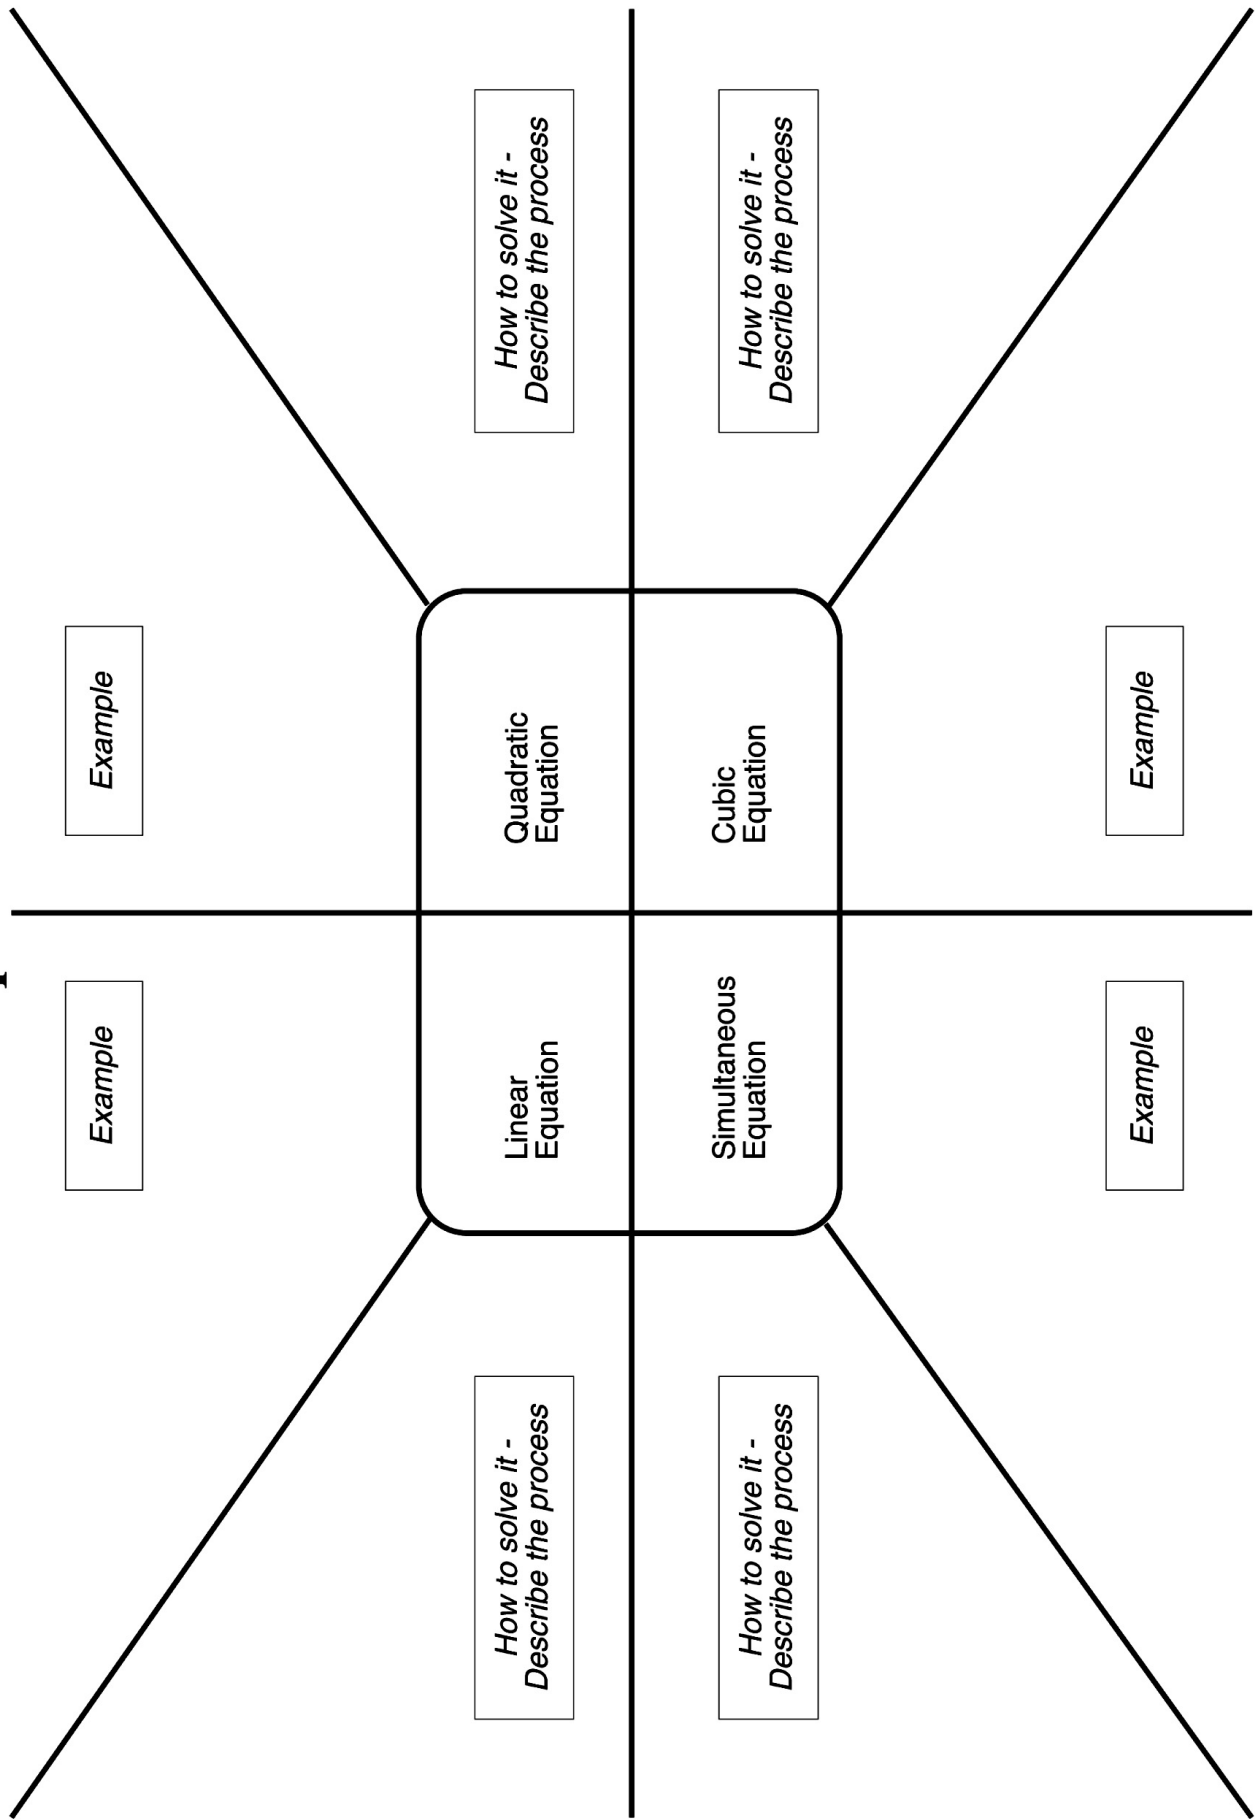 Example
Example
How to solve it -
Describe the process
Linear
Equation
Quadratic
Equation
How to solve it -
Describe the process
How to solve it -
Describe the process
Simultaneous
Equation
Cubic
Equation
How to solve it -
Describe the process
Example
Example